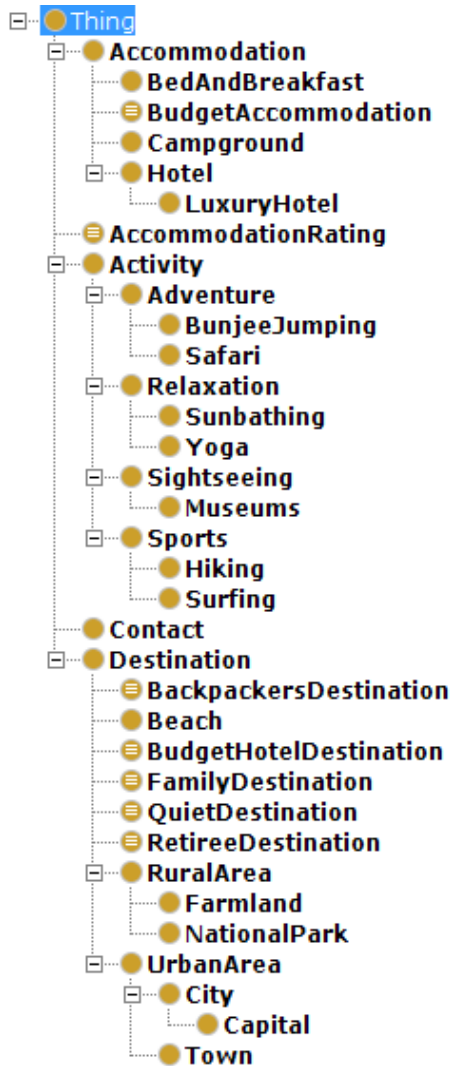 Thing
Accommodation
BedAndBreakfast
BudgetAccommodation
Campground
Hotel
LuxuryHotel
AccommodationRating
Activity
Adventure
BunjeeJumping
Safari
Relaxation
Sunbathing
Yoga
Sightseeing
Museums
Sports
Hiking
Surfing
Contact
Destination
BackpackersDestination
Beach
BudgetHotelDestination
FamilyDestination
QuietDestination
RetireeDestination
RuralArea
Farmland
NationalPark
UrbanArea
City
Capital
Town